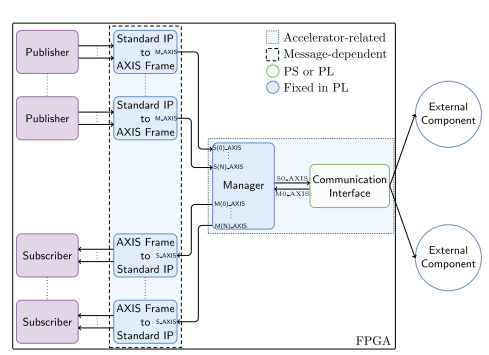 Publisher
Standard IP
to M_AXIS
AXIS Frame
Accelerator-related
Message-dependent
PS or PL
Fixed in PL
Publisher
Standard IP
to M_AXIS
AXIS Frame
External
Component
S(0)_AXIS
S(N)_AXIS
Manager
M(0)_AXIS
M(N)_AXIS
S0_AXIS
M0_AXIS
Communication
Interface
Subscriber
AXIS Frame
to S_AXIS
Standard IP
External
Component
Subscriber
AXIS Frame
to S_AXIS
Standard IP
FPGA